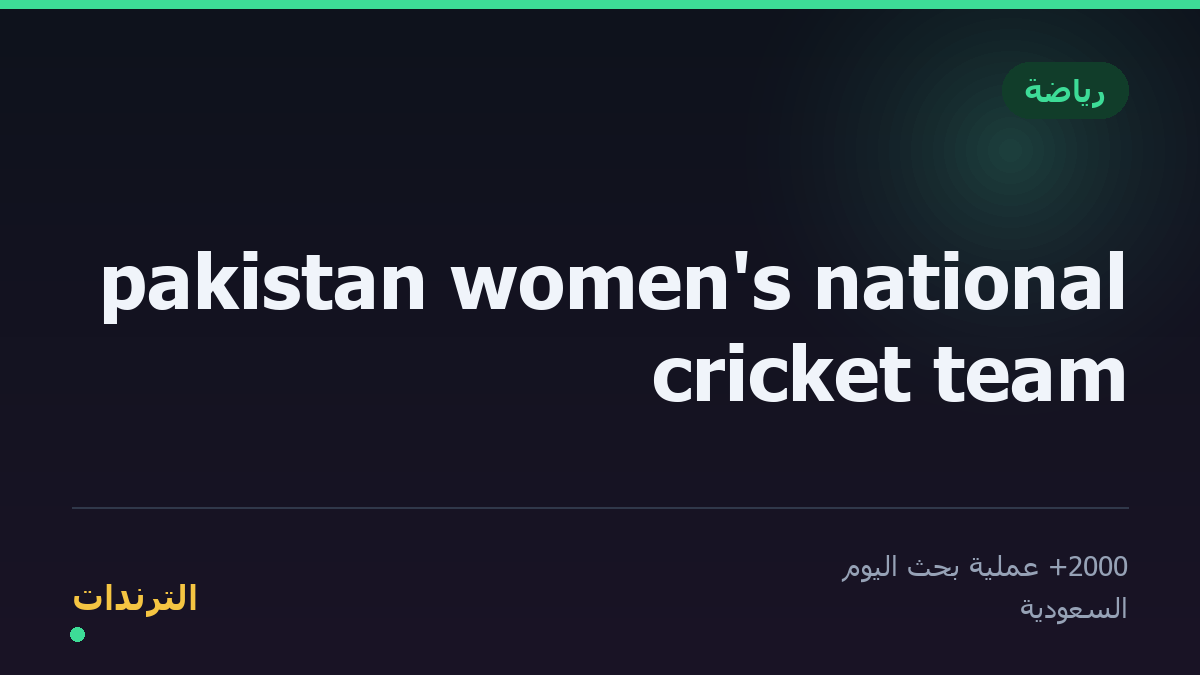 رياضة
pakistan women's national
cricket team
2000+ عملية بحث اليوم
السعودية
الترندات